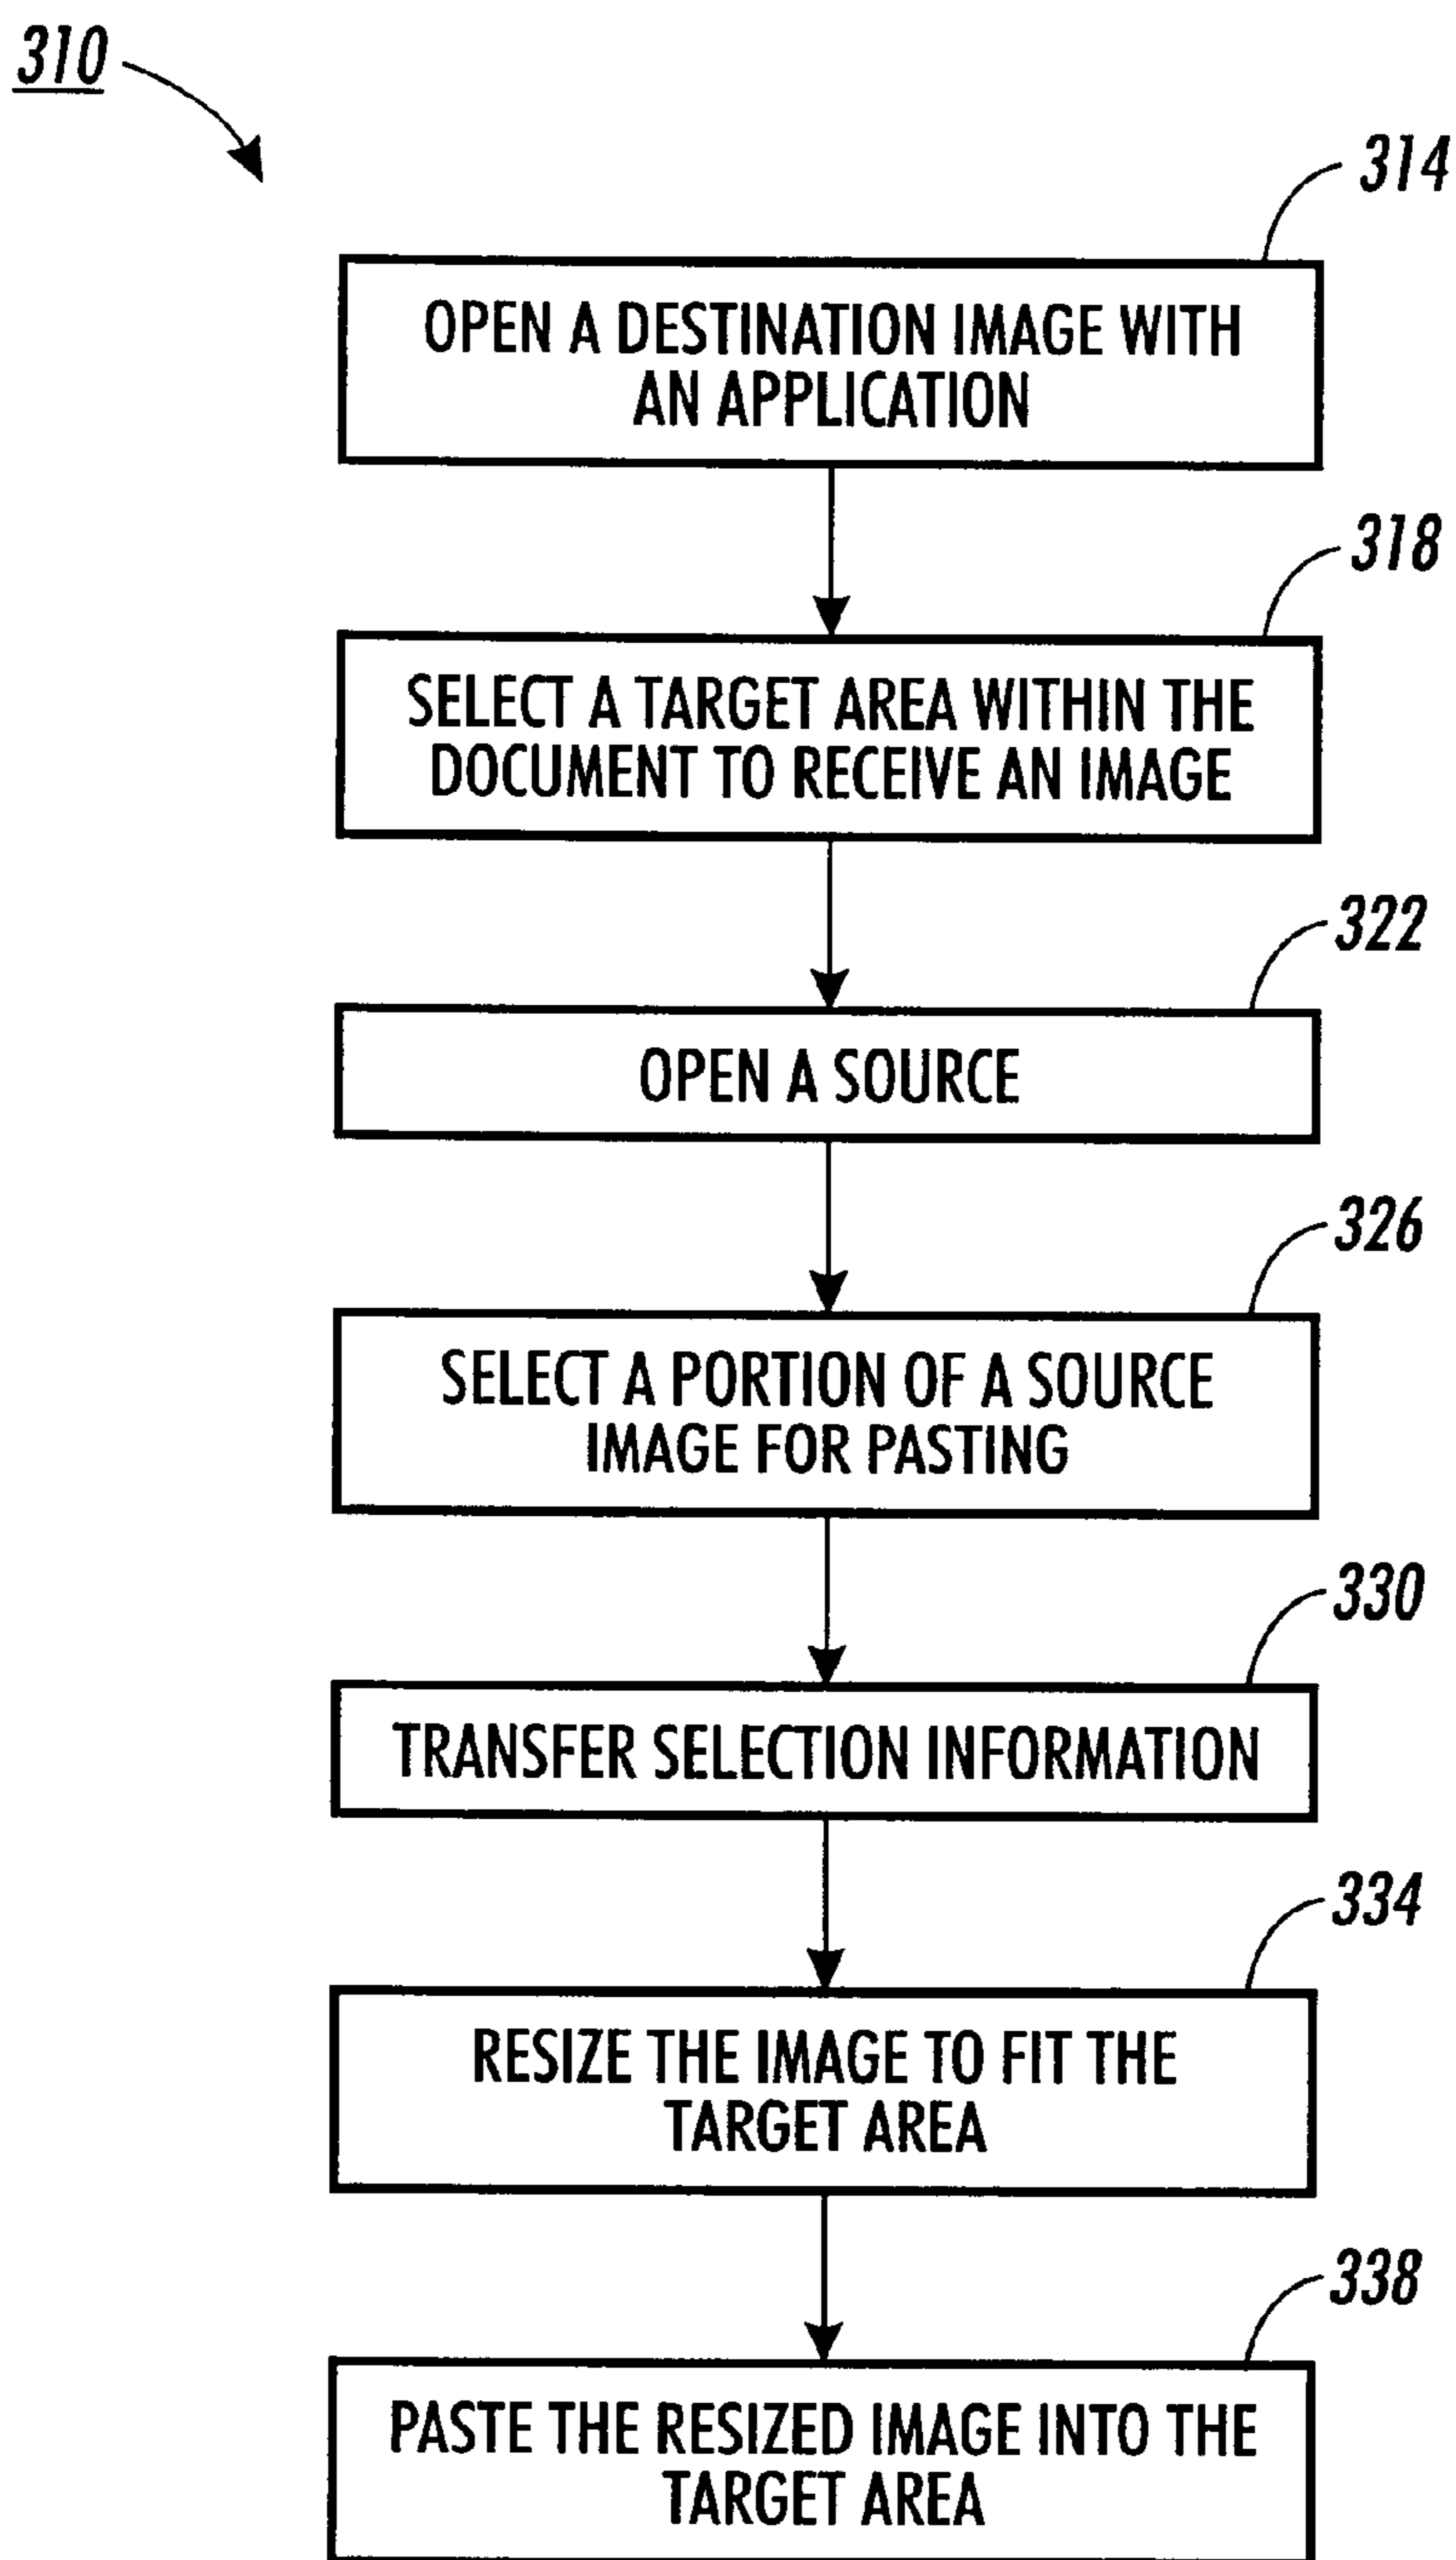 310
314
OPEN A DESTINATION IMAGE WITH
AN APPLICATION
318
SELECT A TARGET AREA WITHIN THE
DOCUMENT TO RECEIVE AN IMAGE
322
OPEN A SOURCE
326
SELECT A PORTION OF A SOURCE
IMAGE FOR PASTING
330
TRANSFER SELECTION INFORMATION
334
RESIZE THE IMAGE TO FIT THE
TARGET AREA
338
PASTE THE RESIZED IMAGE INTO THE
TARGET AREA